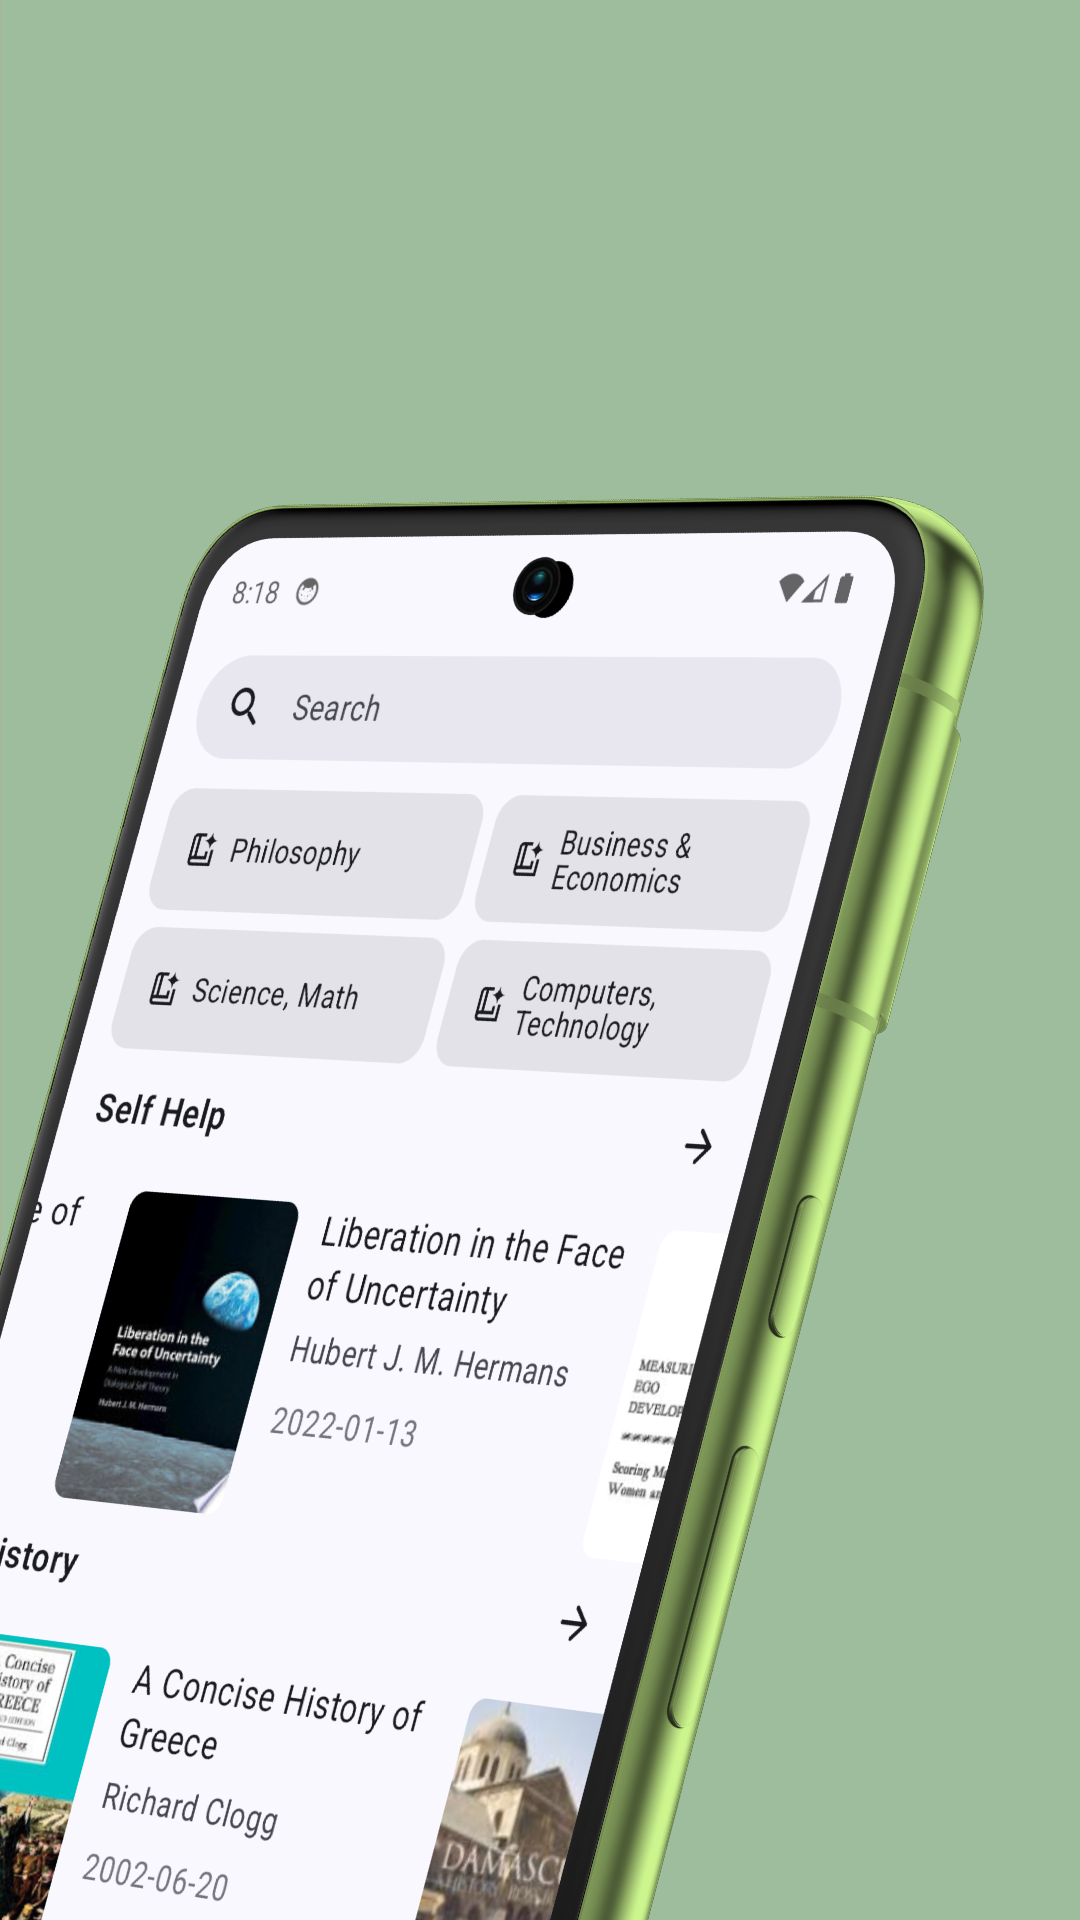 8:18
Search
Philosophy
Business &
Economics
Science, Math
Computers,
Technology
Self Help
e of
Liberation in the
Face of Uncertainty
A New Development in
Dialogical Self Theory
Hubert J. M. Hermans
Liberation in the Face
of Uncertainty
Hubert J. M. Hermans
2022-01-13
MEASURI
EGO
DEVELOP
Scoring Ma
Women an
istory
Concise
istory of
REECE
d Clogg
A Concise History of
Greece
Richard Clogg
2002-06-20
DAMASC
A HISTORY